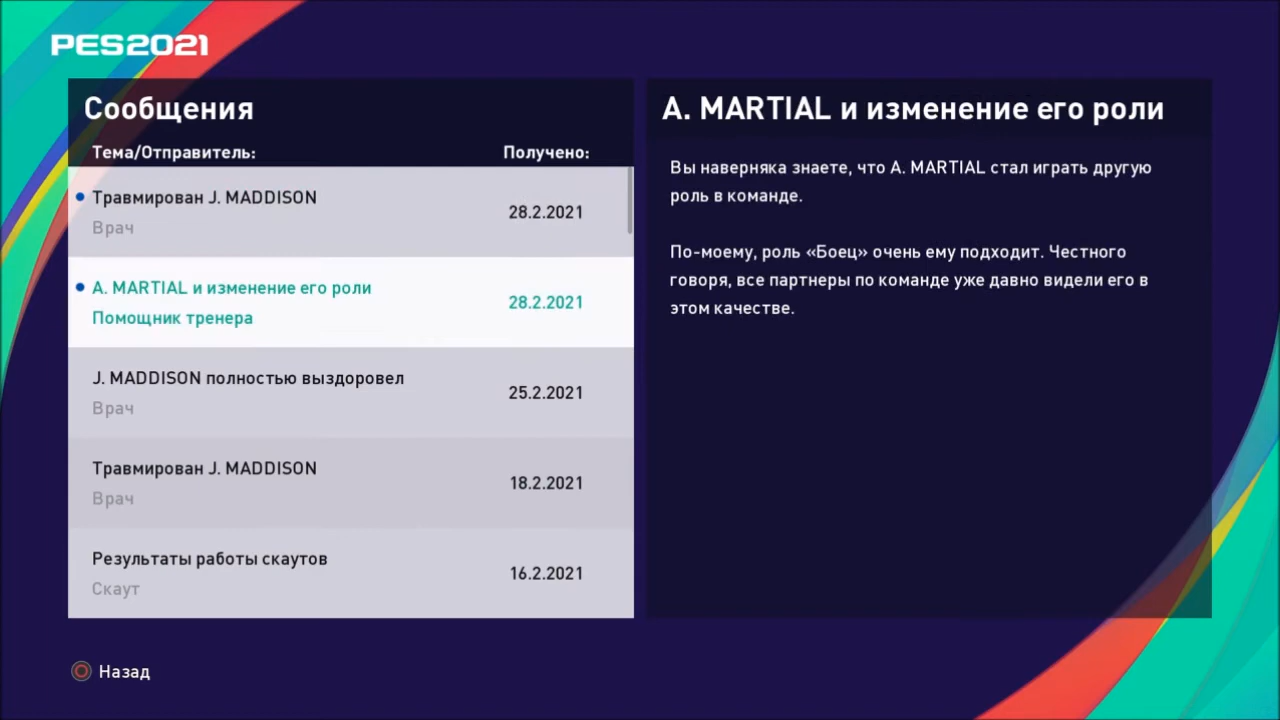 PES2021
Сообщения
Тема/Отправитель: Получено:
Травмирован J. MADDISON
Врач
28.2.2021
A. MARTIAL и изменение его роли
Помощник тренера
28.2.2021
J. MADDISON полностью выздоровел
Врач
25.2.2021
Травмирован J. MADDISON
Врач
18.2.2021
Результаты работы скаутов
Скаут
16.2.2021
A. MARTIAL и изменение его роли
Вы наверняка знаете, что A. MARTIAL стал играть другую
роль в команде.
По-моему, роль «Боец» очень ему подходит. Честного
говоря, все партнеры по команде уже давно видели его в
этом качестве.
Назад